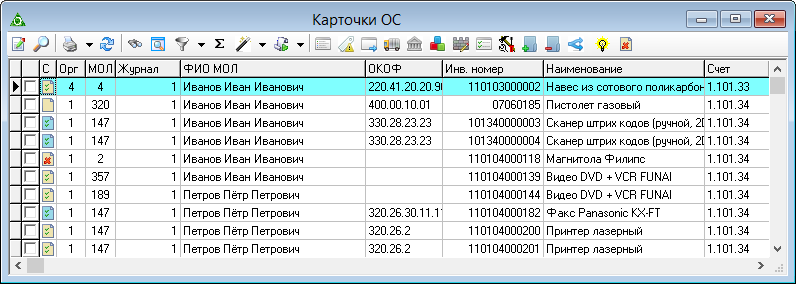 Карточки ОС
С Орг МОЛ Журнал ФИО МОЛ ОКОФ Инв. номер Наименование Счет
4 4 1 Иванов Иван Иванович 220.41.20.20.90 110103000002 Навес из сотового поликарбон 1.101.33
1 320 1 Иванов Иван Иванович 400.00.10.01 07060185 Пистолет газовый 1.101.34
1 147 1 Иванов Иван Иванович 330.28.23.23 101340000003 Сканер штрих кодов (ручной, 2D 1.101.34
1 147 1 Иванов Иван Иванович 330.28.23.23 101340000004 Сканер штрих кодов (ручной, 2D 1.101.34
1 2 1 Иванов Иван Иванович 110104000118 Магнитола Филипс 1.101.34
1 357 1 Иванов Иван Иванович 110104000139 Видео DVD + VCR FUNAI 1.101.34
1 189 1 Петров Пётр Петрович 110104000144 Видео DVD + VCR FUNAI 1.101.34
1 147 1 Петров Пётр Петрович 320.26.30.11.1 110104000182 Факс Panasonic KX-FT 1.101.34
1 147 1 Петров Пётр Петрович 320.26.2 110104000200 Принтер лазерный 1.101.34
1 147 1 Петров Пётр Петрович 320.26.2 110104000201 Принтер лазерный 1.101.34